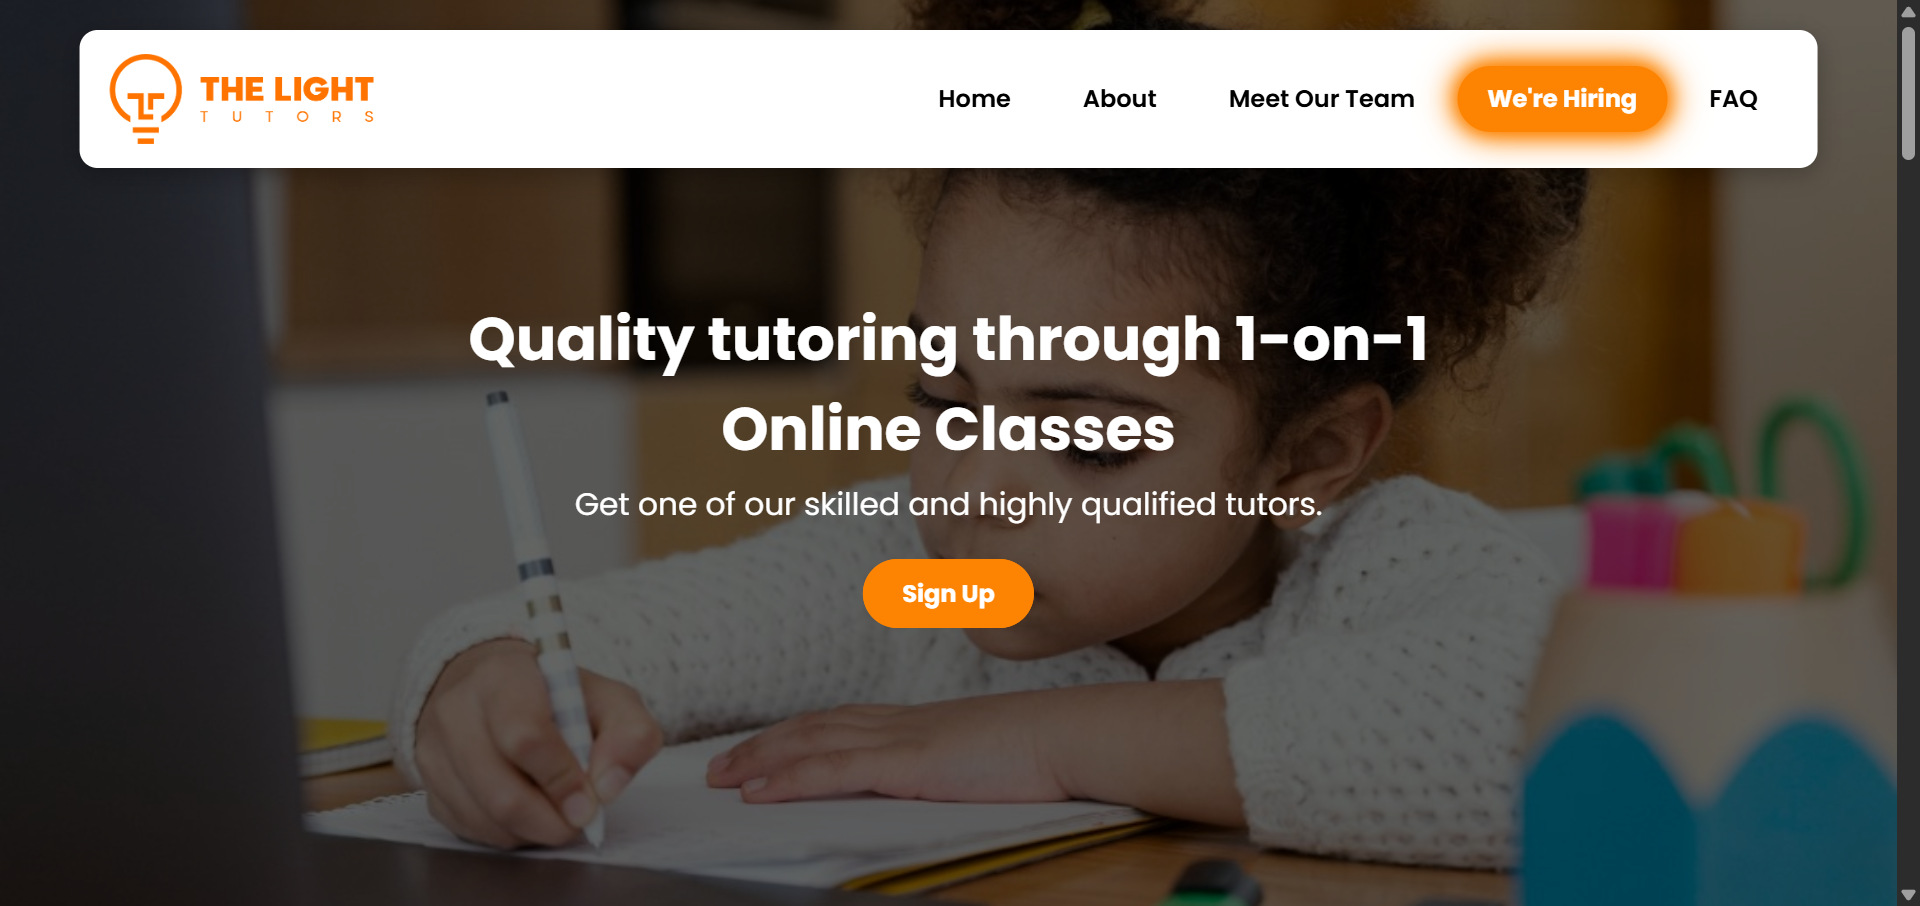 THE LIGHT
TUTORS
Home
About
Meet Our Team
We're Hiring
FAQ
Quality tutoring through 1-on-1
Online Classes
Get one of our skilled and highly qualified tutors.
Sign Up